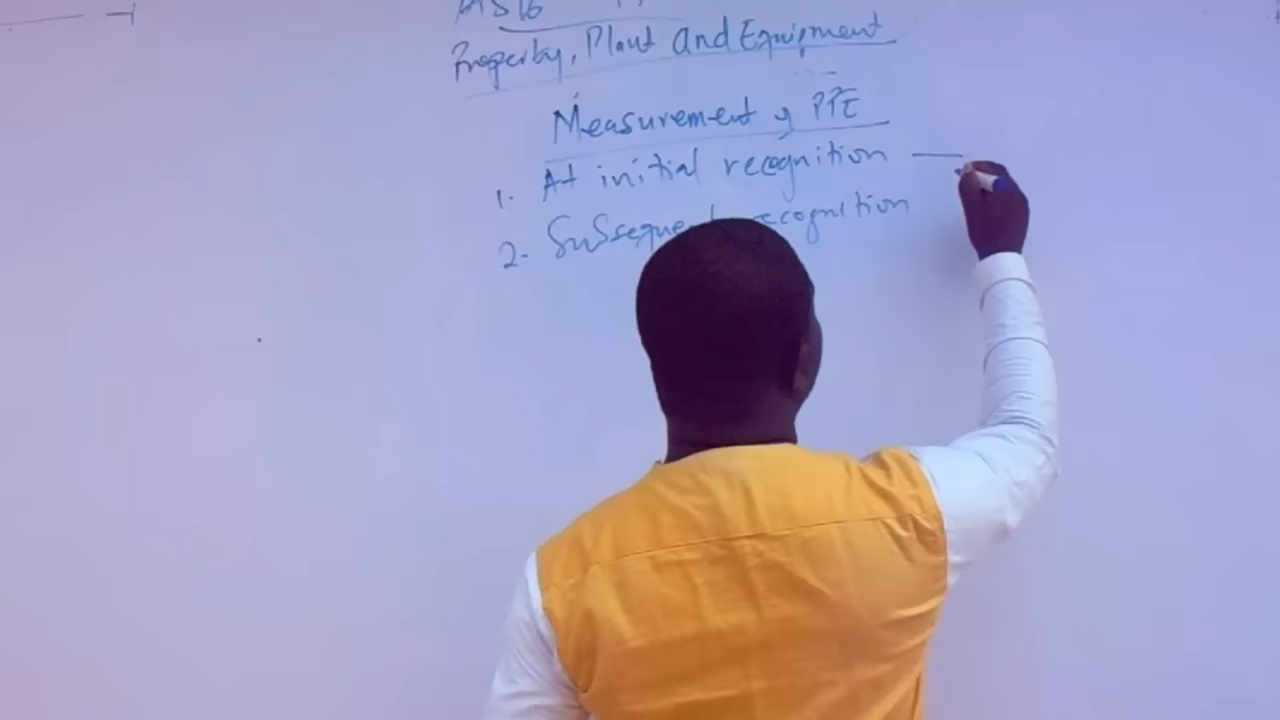 Property, Plant And Equipment
Measurement of PPE
1. At initial recognition —
2. Subsequent recognition